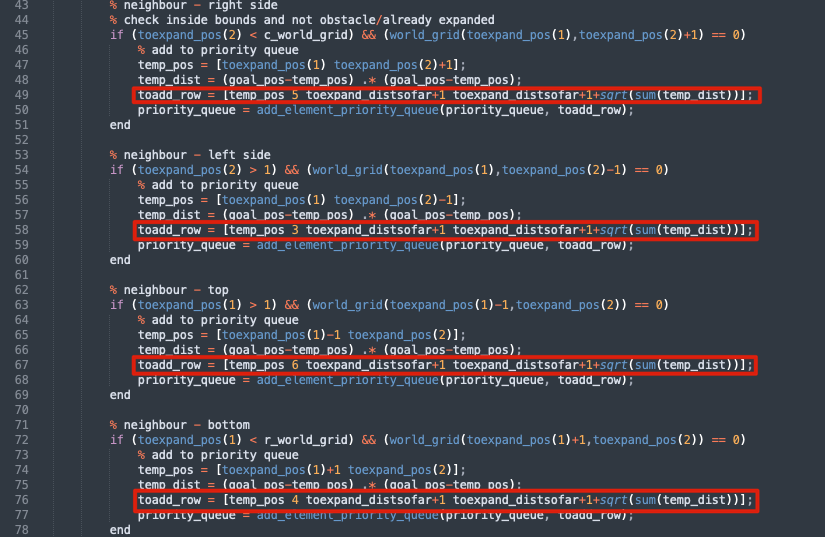 43 % neighbour - right side
44 % check inside bounds and not obstacle/already expanded
45 if (toexpand_pos(2) < c_world_grid) && (world_grid(toexpand_pos(1),toexpand_pos(2)+1) == 0)
46 % add to priority queue
47 temp_pos = [toexpand_pos(1) toexpand_pos(2)+1];
48 temp_dist = (goal_pos-temp_pos) .* (goal_pos-temp_pos);
49 toadd_row = [temp_pos 5 toexpand_distsofar+1 toexpand_distsofar+1+sqrt(sum(temp_dist))];
50 priority_queue = add_element_priority_queue(priority_queue, toadd_row);
51 end
52
53 % neighbour - left side
54 if (toexpand_pos(2) > 1) && (world_grid(toexpand_pos(1),toexpand_pos(2)-1) == 0)
55 % add to priority queue
56 temp_pos = [toexpand_pos(1) toexpand_pos(2)-1];
57 temp_dist = (goal_pos-temp_pos) .* (goal_pos-temp_pos);
58 toadd_row = [temp_pos 3 toexpand_distsofar+1 toexpand_distsofar+1+sqrt(sum(temp_dist))];
59 priority_queue = add_element_priority_queue(priority_queue, toadd_row);
60 end
61
62 % neighbour - top
63 if (toexpand_pos(1) > 1) && (world_grid(toexpand_pos(1)-1,toexpand_pos(2)) == 0)
64 % add to priority queue
65 temp_pos = [toexpand_pos(1)-1 toexpand_pos(2)];
66 temp_dist = (goal_pos-temp_pos) .* (goal_pos-temp_pos);
67 toadd_row = [temp_pos 6 toexpand_distsofar+1 toexpand_distsofar+1+sqrt(sum(temp_dist))];
68 priority_queue = add_element_priority_queue(priority_queue, toadd_row);
69 end
70
71 % neighbour - bottom
72 if (toexpand_pos(1) < r_world_grid) && (world_grid(toexpand_pos(1)+1,toexpand_pos(2)) == 0)
73 % add to priority queue
74 temp_pos = [toexpand_pos(1)+1 toexpand_pos(2)];
75 temp_dist = (goal_pos-temp_pos) .* (goal_pos-temp_pos);
76 toadd_row = [temp_pos 4 toexpand_distsofar+1 toexpand_distsofar+1+sqrt(sum(temp_dist))];
77 priority_queue = add_element_priority_queue(priority_queue, toadd_row);
78 end